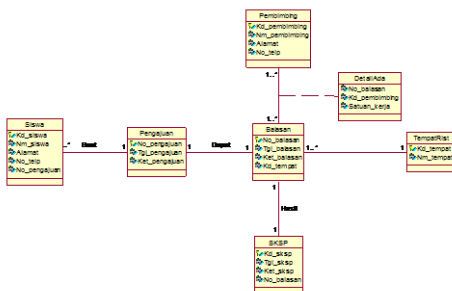 Pembimbing
Kd_pembimbing
Nm_pembimbing
Alamat
No_telp
1..*
DetailAda
No_balasan
Kd_pembimbing
Satuan_kerja
1..*
Siswa
Kd_siswa
Nm_siswa
Alamat
No_telp
No_pengajuan
..*
Buat
1
Pengajuan
No_pengajuan
Tgl_pengajuan
Ket_pengajuan
1
Dapat
1
Balasan
No_balasan
Tgl_balasan
Ket_balasan
Kd_tempat
1..*
1
TempatRist
Kd_tempat
Nm_tempat
1
Hasil
1
SKSP
Kd_sksp
Tgl_sksp
Ket_sksp
No_balasan